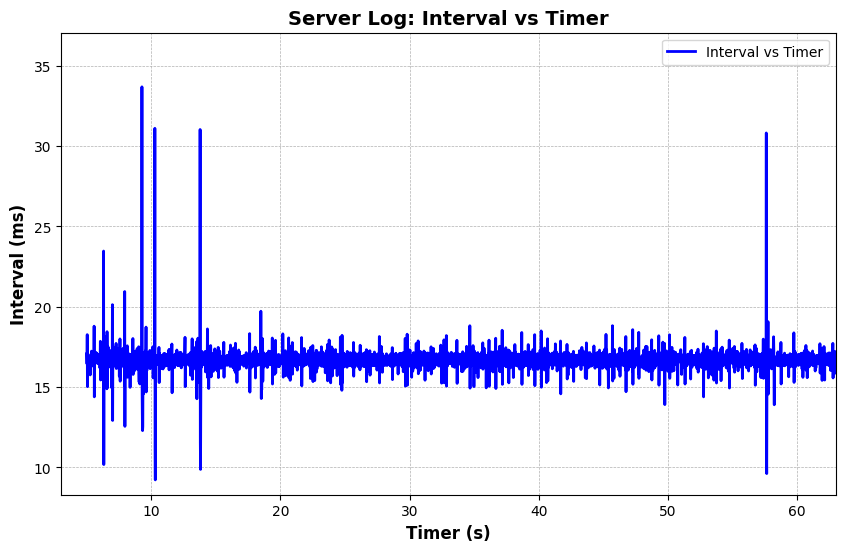 Server Log: Interval vs Timer
Interval vs Timer
Interval (ms)
35
30
25
20
15
10
10 20 30 40 50 60
Timer (s)